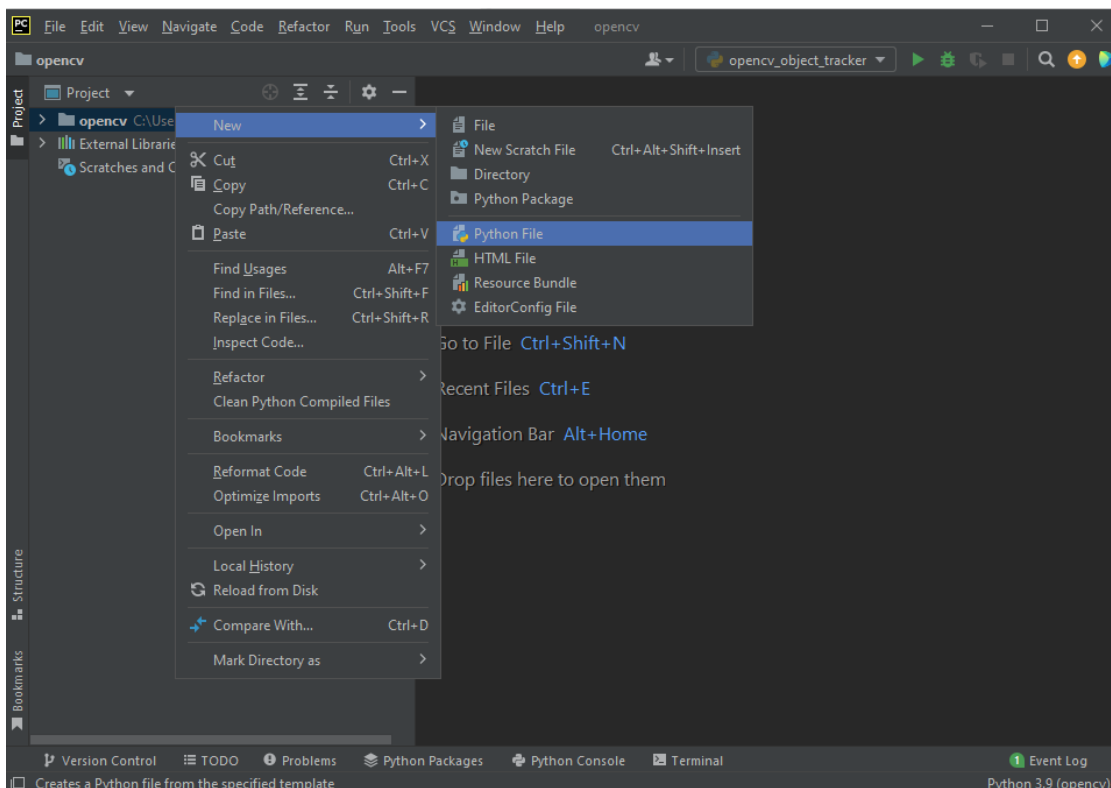 PC File Edit View Navigate Code Refactor Run Tools VCS Window Help opencv
opencv opencv_object_tracker
Project
Project
opencv C:\Use
External Librarie
Scratches and C
New
Cut Ctrl+X
Copy Ctrl+C
Copy Path/Reference...
Paste Ctrl+V
Find Usages Alt+F7
Find in Files... Ctrl+Shift+F
Replace in Files... Ctrl+Shift+R
Inspect Code...
Refactor
Clean Python Compiled Files
Bookmarks
Reformat Code Ctrl+Alt+L
Optimize Imports Ctrl+Alt+O
Open In
Local History
Reload from Disk
Compare With... Ctrl+D
Mark Directory as
File
New Scratch File Ctrl+Alt+Shift+Insert
Directory
Python Package
Python File
HTML File
Resource Bundle
EditorConfig File
Go to File Ctrl+Shift+N
Recent Files Ctrl+E
Navigation Bar Alt+Home
Drop files here to open them
Structure
Bookmarks
Version Control TODO Problems Python Packages Python Console Terminal 1 Event Log
Creates a Python file from the specified template Python 3.9 (opencv)